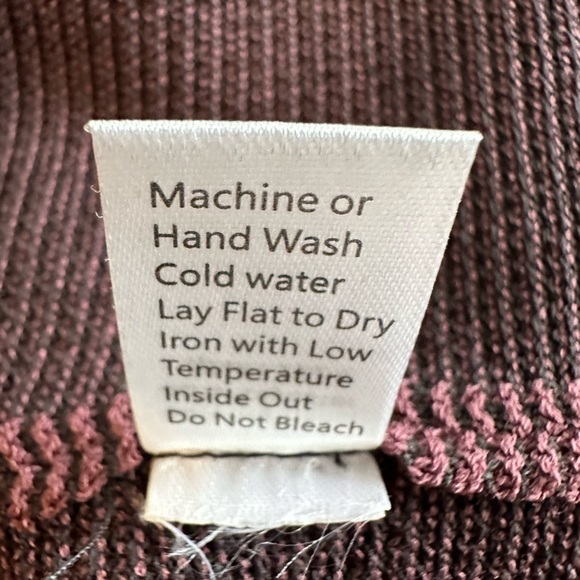 Machine or
Hand Wash
Cold water
Lay Flat to Dry
Iron with Low
Temperature
Inside Out
Do Not Bleach